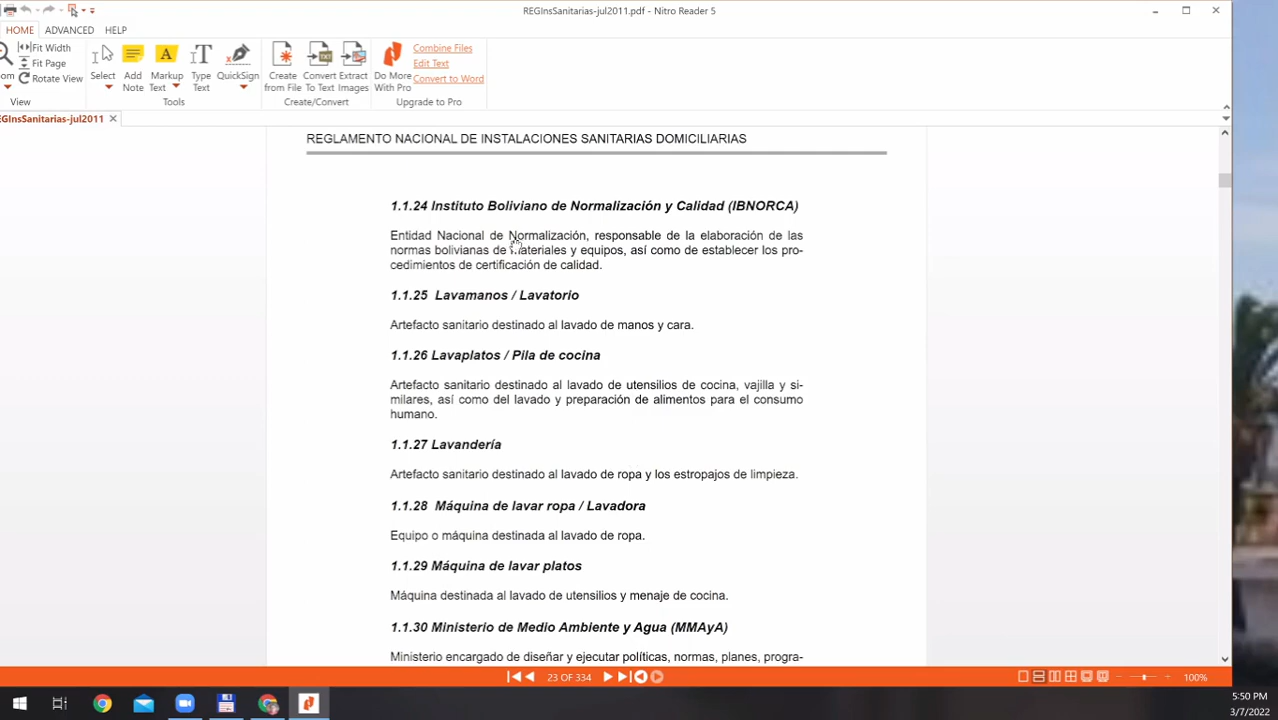 REGInsSanitarias-jul2011.pdf - Nitro Reader 5
HOME ADVANCED HELP
Fit Width
Fit Page
Rotate View
View
Select
Add Note
Markup Text
Type Text
QuickSign
Tools
Create from File
Convert To Text
Extract Images
Create/Convert
Do More With Pro
Combine Files
Edit Text
Convert to Word
Upgrade to Pro
EGInsSanitarias-jul2011
REGLAMENTO NACIONAL DE INSTALACIONES SANITARIAS DOMICILIARIAS
1.1.24 Instituto Boliviano de Normalización y Calidad (IBNORCA)
Entidad Nacional de Normalización, responsable de la elaboración de las
normas bolivianas de materiales y equipos, así como de establecer los pro-
cedimientos de certificación de calidad.
1.1.25 Lavamanos / Lavatorio
Artefacto sanitario destinado al lavado de manos y cara.
1.1.26 Lavaplatos / Pila de cocina
Artefacto sanitario destinado al lavado de utensilios de cocina, vajilla y si-
milares, así como del lavado y preparación de alimentos para el consumo
humano.
1.1.27 Lavandería
Artefacto sanitario destinado al lavado de ropa y los estropajos de limpieza.
1.1.28 Máquina de lavar ropa / Lavadora
Equipo o máquina destinada al lavado de ropa.
1.1.29 Máquina de lavar platos
Máquina destinada al lavado de utensilios y menaje de cocina.
1.1.30 Ministerio de Medio Ambiente y Agua (MMAyA)
Ministerio encargado de diseñar y ejecutar políticas, normas, planes, progra-
23 OF 334
100%
5:50 PM
3/7/2022